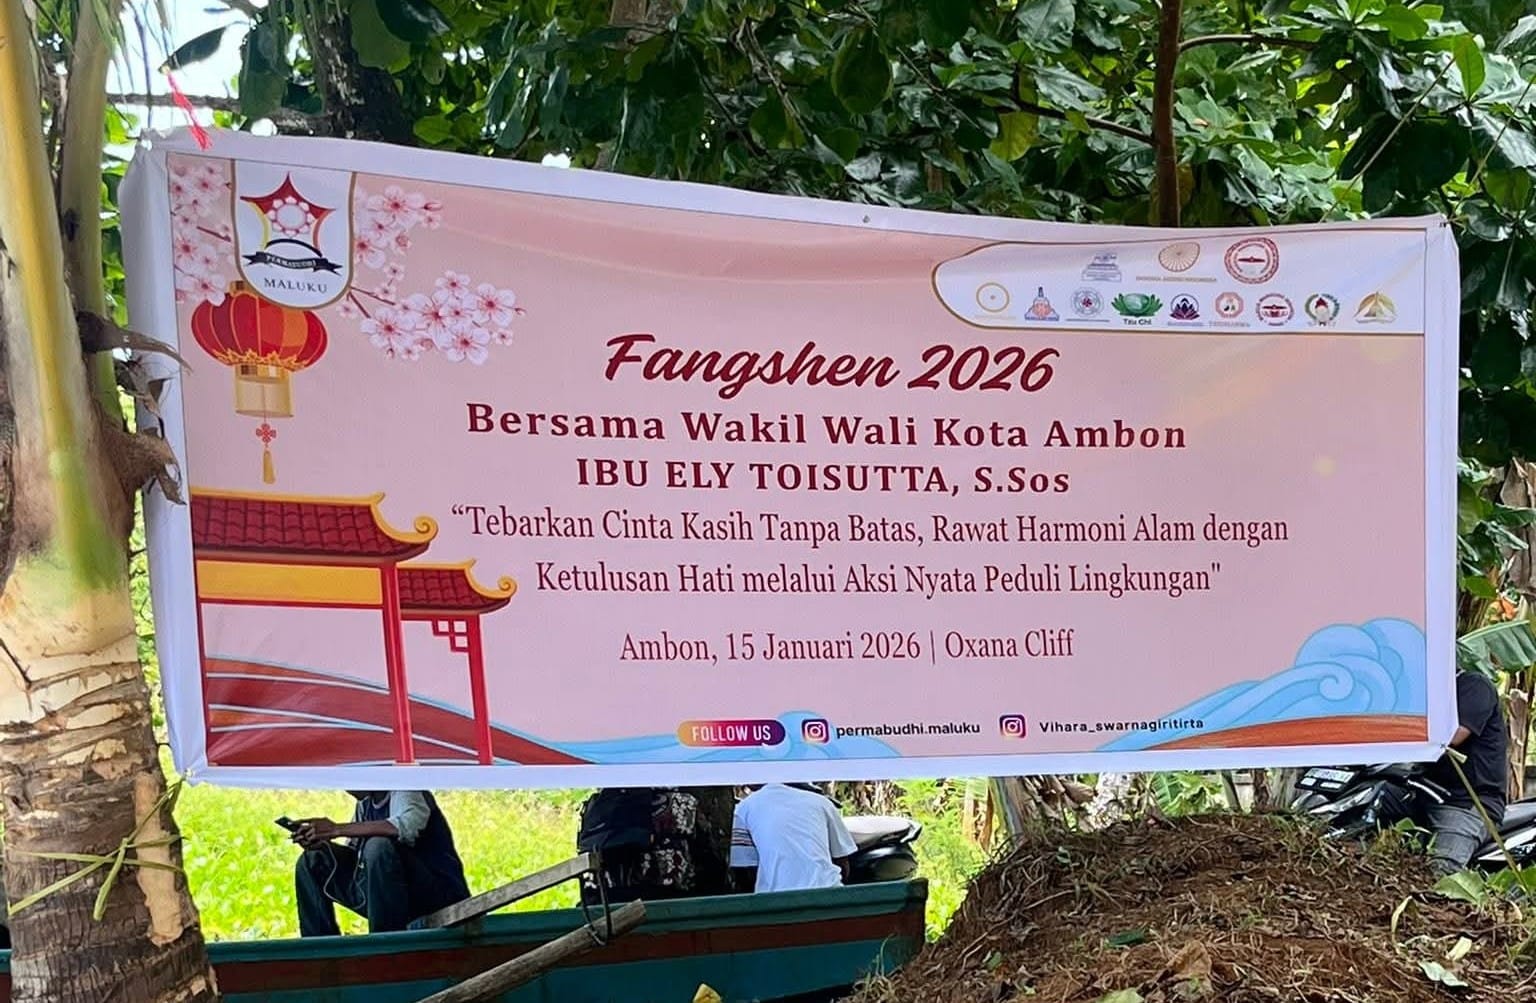 PERMABUDHI
MALUKU
Tzu Chi
Fangshen 2026
Bersama Wakil Wali Kota Ambon
IBU ELY TOISUTTA, S.Sos
“Tebarkan Cinta Kasih Tanpa Batas, Rawat Harmoni Alam dengan
Ketulusan Hati melalui Aksi Nyata Peduli Lingkungan"
Ambon, 15 Januari 2026 | Oxana Cliff
FOLLOW US permabudhi.maluku Vihara_swarnagiritirta